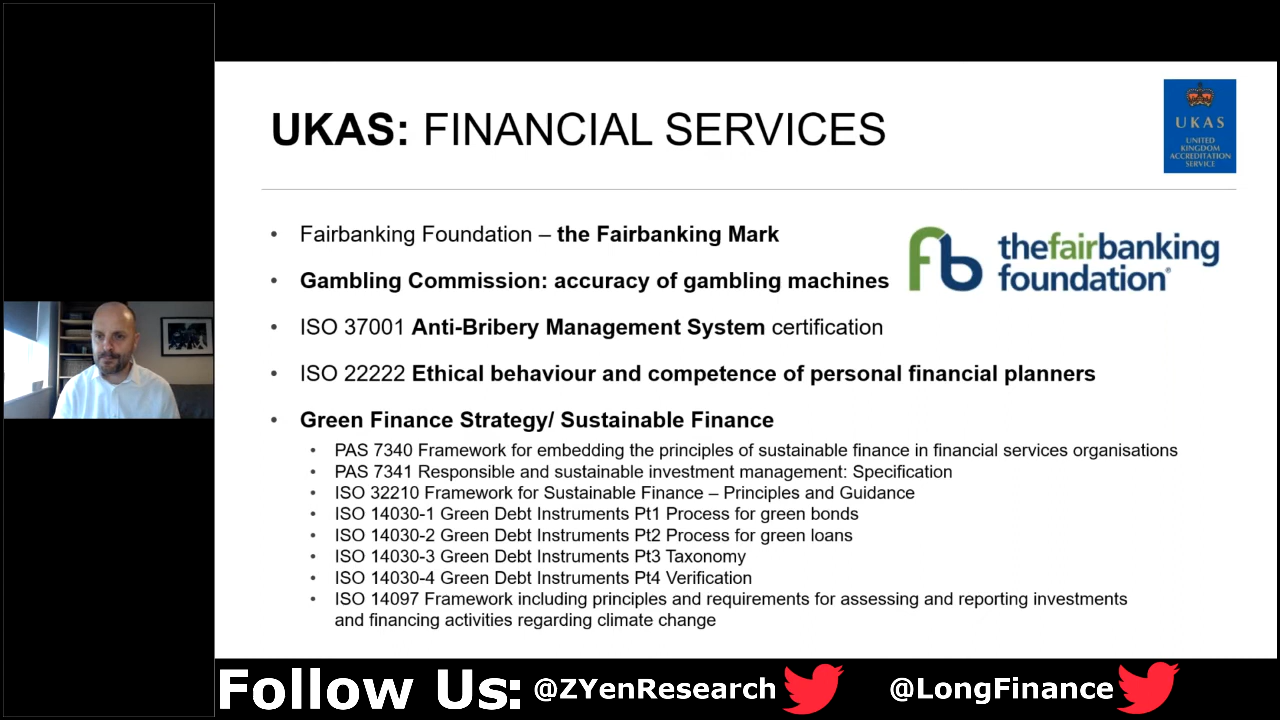 UKAS: FINANCIAL SERVICES
UKAS
UNITED
KINGDOM
ACCREDITATION
SERVICE
• Fairbanking Foundation – the Fairbanking Mark
thefairbanking
foundation®
• Gambling Commission: accuracy of gambling machines
• ISO 37001 Anti-Bribery Management System certification
• ISO 22222 Ethical behaviour and competence of personal financial planners
• Green Finance Strategy/ Sustainable Finance
• PAS 7340 Framework for embedding the principles of sustainable finance in financial services organisations
• PAS 7341 Responsible and sustainable investment management: Specification
• ISO 32210 Framework for Sustainable Finance – Principles and Guidance
• ISO 14030-1 Green Debt Instruments Pt1 Process for green bonds
• ISO 14030-2 Green Debt Instruments Pt2 Process for green loans
• ISO 14030-3 Green Debt Instruments Pt3 Taxonomy
• ISO 14030-4 Green Debt Instruments Pt4 Verification
• ISO 14097 Framework including principles and requirements for assessing and reporting investments
and financing activities regarding climate change
Follow Us: @ZYenResearch @LongFinance